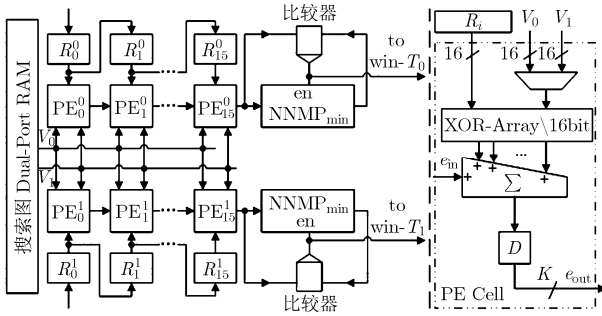 比较器
R_0^0 R_1^0 R_15^0
to
win-T_0
R_i
V_0 V_1
16 16 16
PE_0^0 PE_1^0 PE_15^0
en
NNMP_min
XOR-Array\16bit
搜索图 Dual-Port RAM
V_0
V_1
e_in
+ + ... +
+
Σ
PE_0^1 PE_1^1 PE_15^1
NNMP_min
en
to
win-T_1
D
R_0^1 R_1^1 R_15^1
K e_out
PE Cell
比较器